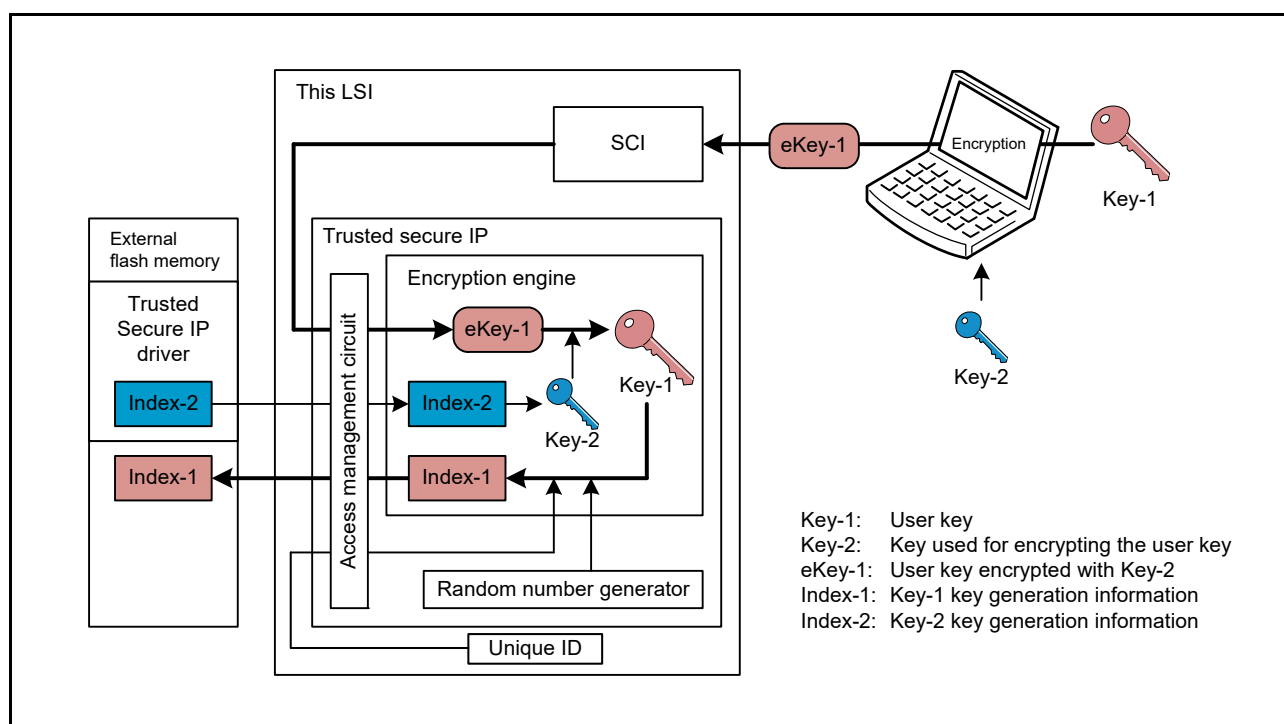 This LSI
SCI
eKey-1
Encryption
Key-1
External
flash memory
Trusted
Secure IP
driver
Index-2
Index-1
Trusted secure IP
Access management circuit
Encryption engine
eKey-1
Key-1
Index-2
Key-2
Index-1
Random number generator
Unique ID
Key-2
Key-1: User key
Key-2: Key used for encrypting the user key
eKey-1: User key encrypted with Key-2
Index-1: Key-1 key generation information
Index-2: Key-2 key generation information